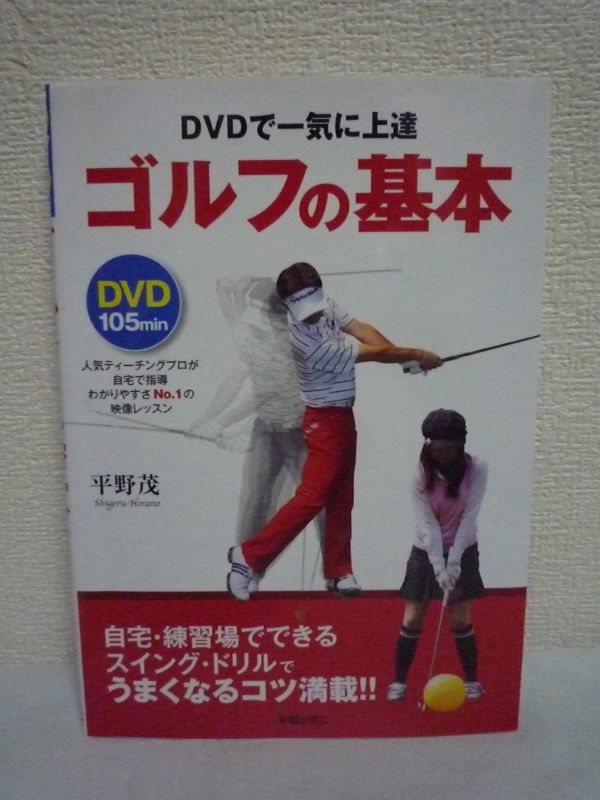 DVDで一気に上達
ゴルフの基本
DVD
105min
人気ティーチングプロが
自宅で指導
わかりやすさNo.1の
映像レッスン
平野茂
Shigeru Hirano
自宅・練習場でできる
スイング・ドリルで
うまくなるコツ満載!!